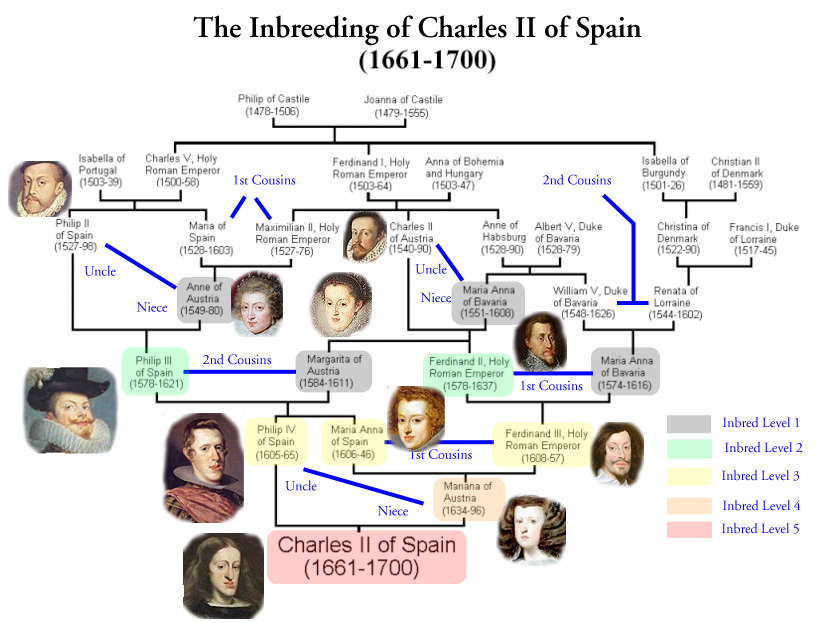 The Inbreeding of Charles II of Spain
(1661-1700)
Philip of Castile
(1478-1506)
Joanna of Castile
(1479-1555)
Isabella of
Portugal
(1503-39)
Charles V, Holy
Roman Emperor
(1500-58)
1st Cousins
Ferdinand I, Holy
Roman Emperor
(1503-64)
Anna of Bohemia
and Hungary
(1503-47)
2nd Cousins
Isabella of
Burgundy
(1501-26)
Christian II
of Denmark
(1481-1559)
Philip II
of Spain
(1527-98)
Maria of
Spain
(1528-1603)
Maximilian II, Holy
Roman Emperor
(1527-76)
Charles II
of Austria
(1540-90)
Anne of
Habsburg
(1528-90)
Albert V, Duke
of Bavaria
(1528-79)
Christina of
Denmark
(1522-90)
Francis I, Duke
of Lorraine
(1517-45)
Uncle
Niece
Anne of
Austria
(1549-80)
Uncle
Niece
Maria Anna
of Bavaria
(1551-1608)
William V, Duke
of Bavaria
(1548-1626)
Renata of
Lorraine
(1544-1602)
Philip III
of Spain
(1578-1621)
2nd Cousins
Margarita of
Austria
(1584-1611)
Ferdinand II, Holy
Roman Emperor
(1578-1637)
1st Cousins
Maria Anna
of Bavaria
(1574-1616)
Philip IV
of Spain
(1605-65)
Maria Anna
of Spain
(1606-46)
1st Cousins
Ferdinand III, Holy
Roman Emperor
(1608-57)
Uncle
Niece
Mariana of
Austria
(1634-96)
Charles II of Spain
(1661-1700)
Inbred Level 1
Inbred Level 2
Inbred Level 3
Inbred Level 4
Inbred Level 5